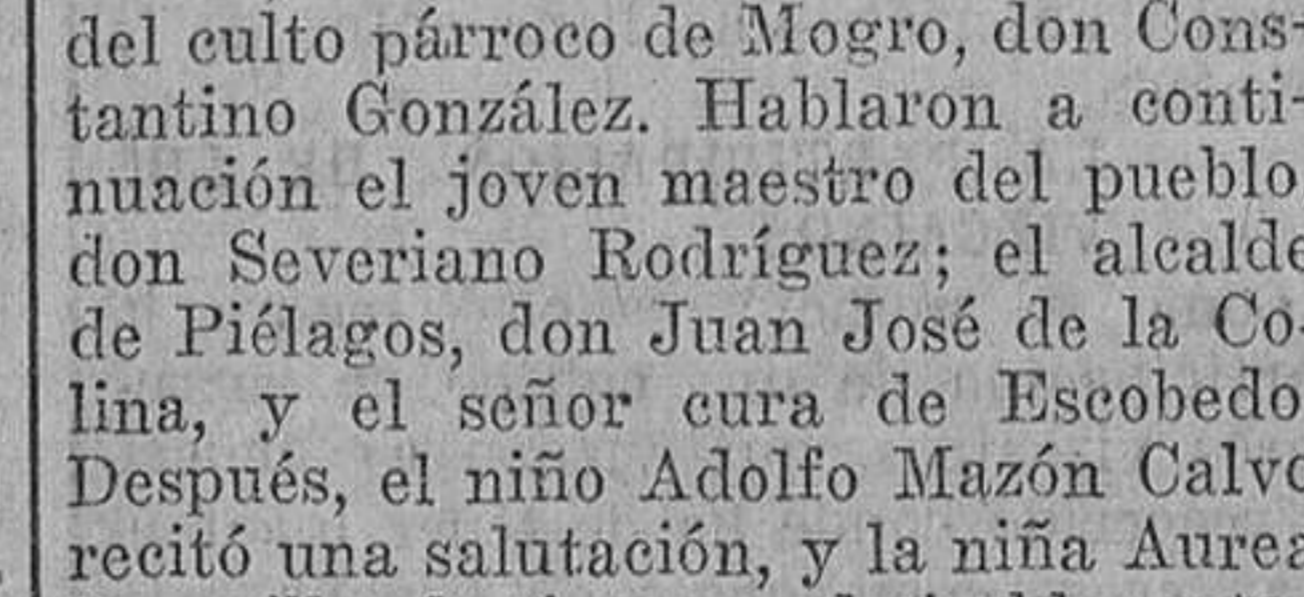 del culto párroco de Mogro, don Cons-
tantino González. Hablaron a conti-
nuación el joven maestro del pueblo
don Severiano Rodríguez; el alcalde
de Piélagos, don Juan José de la Co-
lina, y el señor cura de Escobedo
Después, el niño Adolfo Mazón Calvo
recitó una salutación, y la niña Aurea